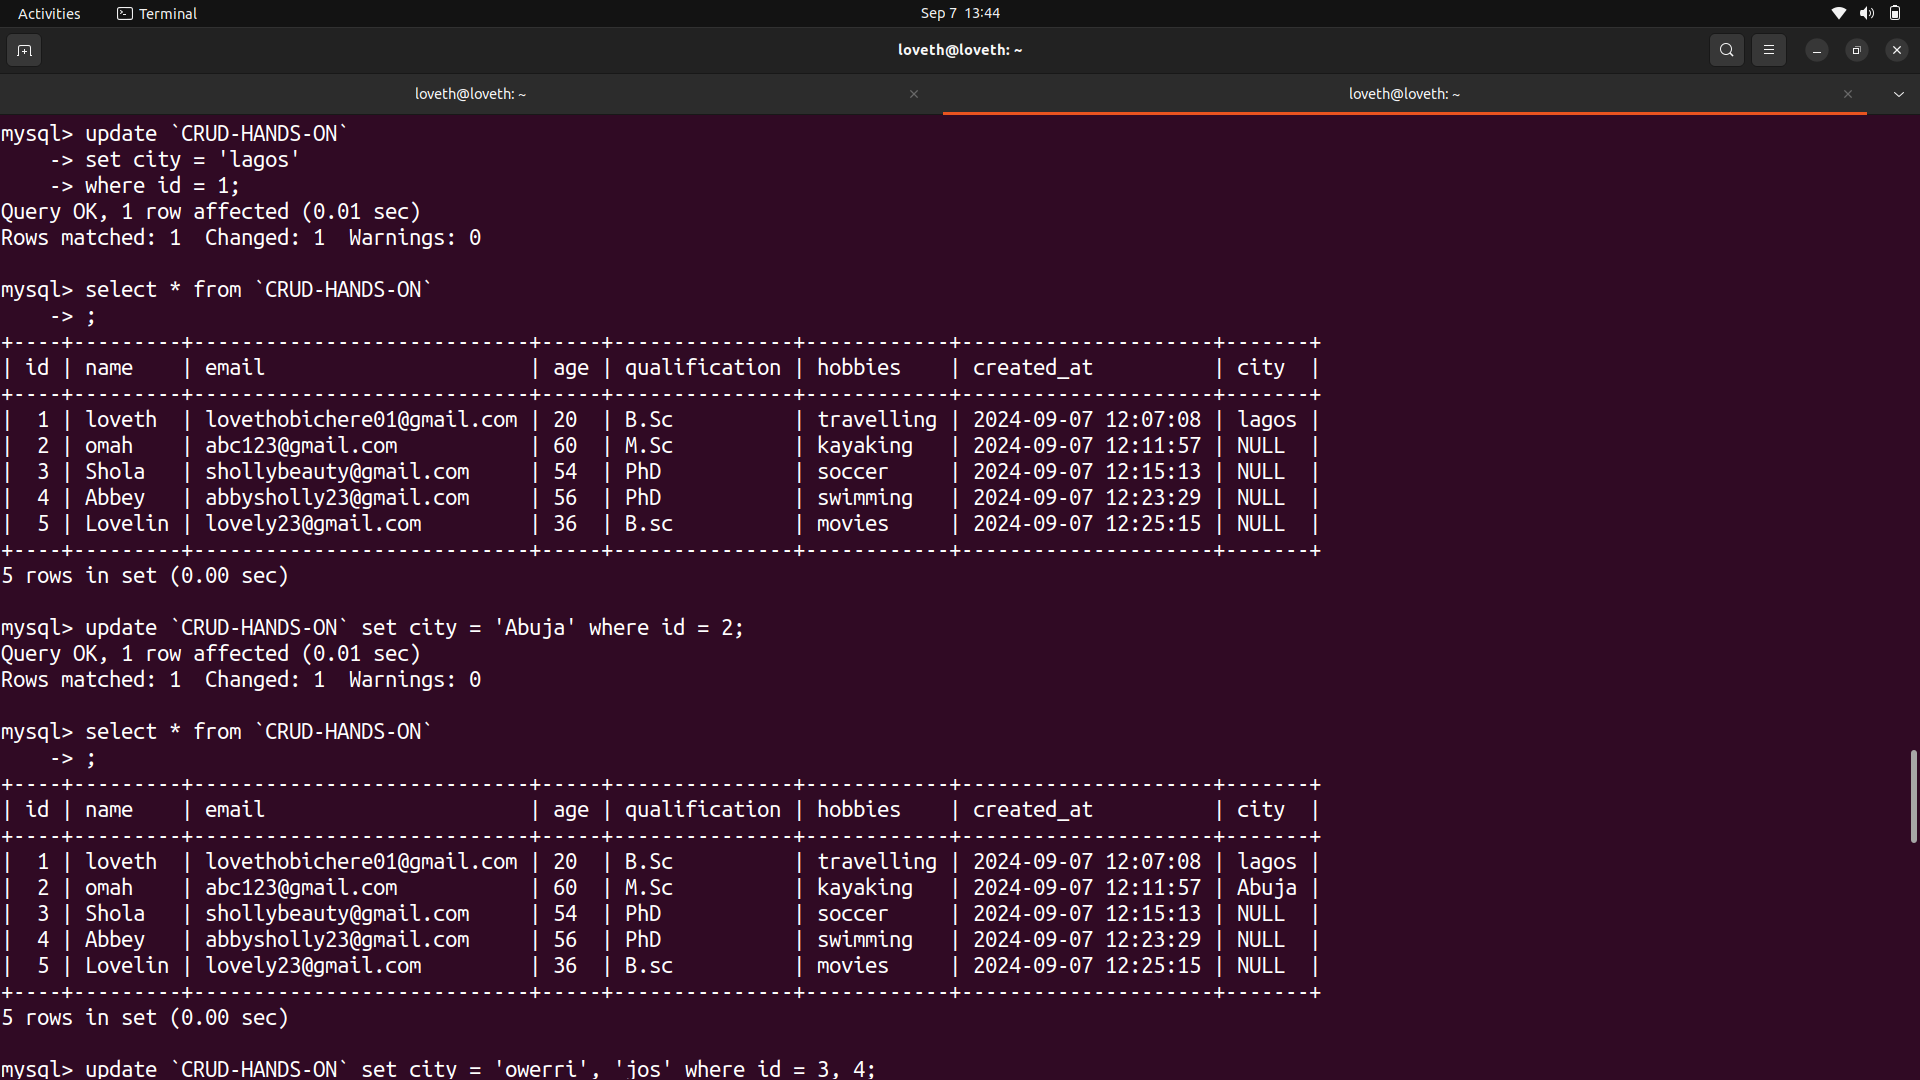 Activities Terminal Sep 7 13:44
loveth@loveth: ~
loveth@loveth: ~ loveth@loveth: ~
mysql> update `CRUD-HANDS-ON`
    -> set city = 'lagos'
    -> where id = 1;
Query OK, 1 row affected (0.01 sec)
Rows matched: 1  Changed: 1  Warnings: 0

mysql> select * from `CRUD-HANDS-ON`
    -> ;
+----+---------+----------------------------+-----+---------------+------------+---------------------+-------+
| id | name    | email                      | age | qualification | hobbies    | created_at          | city  |
+----+---------+----------------------------+-----+---------------+------------+---------------------+-------+
|  1 | loveth  | lovethobichere01@gmail.com | 20  | B.Sc          | travelling | 2024-09-07 12:07:08 | lagos |
|  2 | omah    | abc123@gmail.com           | 60  | M.Sc          | kayaking   | 2024-09-07 12:11:57 | NULL  |
|  3 | Shola   | shollybeauty@gmail.com     | 54  | PhD           | soccer     | 2024-09-07 12:15:13 | NULL  |
|  4 | Abbey   | abbysholly23@gmail.com     | 56  | PhD           | swimming   | 2024-09-07 12:23:29 | NULL  |
|  5 | Lovelin | lovely23@gmail.com         | 36  | B.sc          | movies     | 2024-09-07 12:25:15 | NULL  |
+----+---------+----------------------------+-----+---------------+------------+---------------------+-------+
5 rows in set (0.00 sec)

mysql> update `CRUD-HANDS-ON` set city = 'Abuja' where id = 2;
Query OK, 1 row affected (0.01 sec)
Rows matched: 1  Changed: 1  Warnings: 0

mysql> select * from `CRUD-HANDS-ON`
    -> ;
+----+---------+----------------------------+-----+---------------+------------+---------------------+-------+
| id | name    | email                      | age | qualification | hobbies    | created_at          | city  |
+----+---------+----------------------------+-----+---------------+------------+---------------------+-------+
|  1 | loveth  | lovethobichere01@gmail.com | 20  | B.Sc          | travelling | 2024-09-07 12:07:08 | lagos |
|  2 | omah    | abc123@gmail.com           | 60  | M.Sc          | kayaking   | 2024-09-07 12:11:57 | Abuja |
|  3 | Shola   | shollybeauty@gmail.com     | 54  | PhD           | soccer     | 2024-09-07 12:15:13 | NULL  |
|  4 | Abbey   | abbysholly23@gmail.com     | 56  | PhD           | swimming   | 2024-09-07 12:23:29 | NULL  |
|  5 | Lovelin | lovely23@gmail.com         | 36  | B.sc          | movies     | 2024-09-07 12:25:15 | NULL  |
+----+---------+----------------------------+-----+---------------+------------+---------------------+-------+
5 rows in set (0.00 sec)

mysql> update `CRUD-HANDS-ON` set city = 'owerri', 'jos' where id = 3, 4;